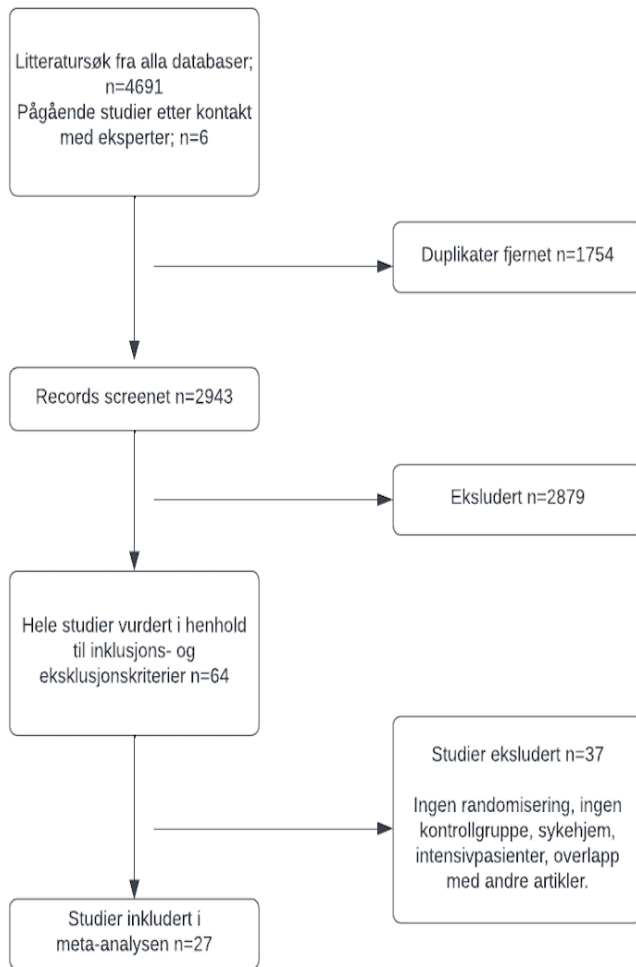 Litteratursøk fra alla databaser;
n=4691
Pågående studier etter kontakt
med eksperter; n=6
Duplikater fjernet n=1754
Records screenet n=2943
Eksludert n=2879
Hele studier vurdert i henhold
til inklusjons- og
eksklusjonskriterier n=64
Studier eksludert n=37
Ingen randomisering, ingen
kontrollgruppe, sykehjem,
intensivpasienter, overlapp
med andre artikler.
Studier inkludert i
meta-analysen n=27